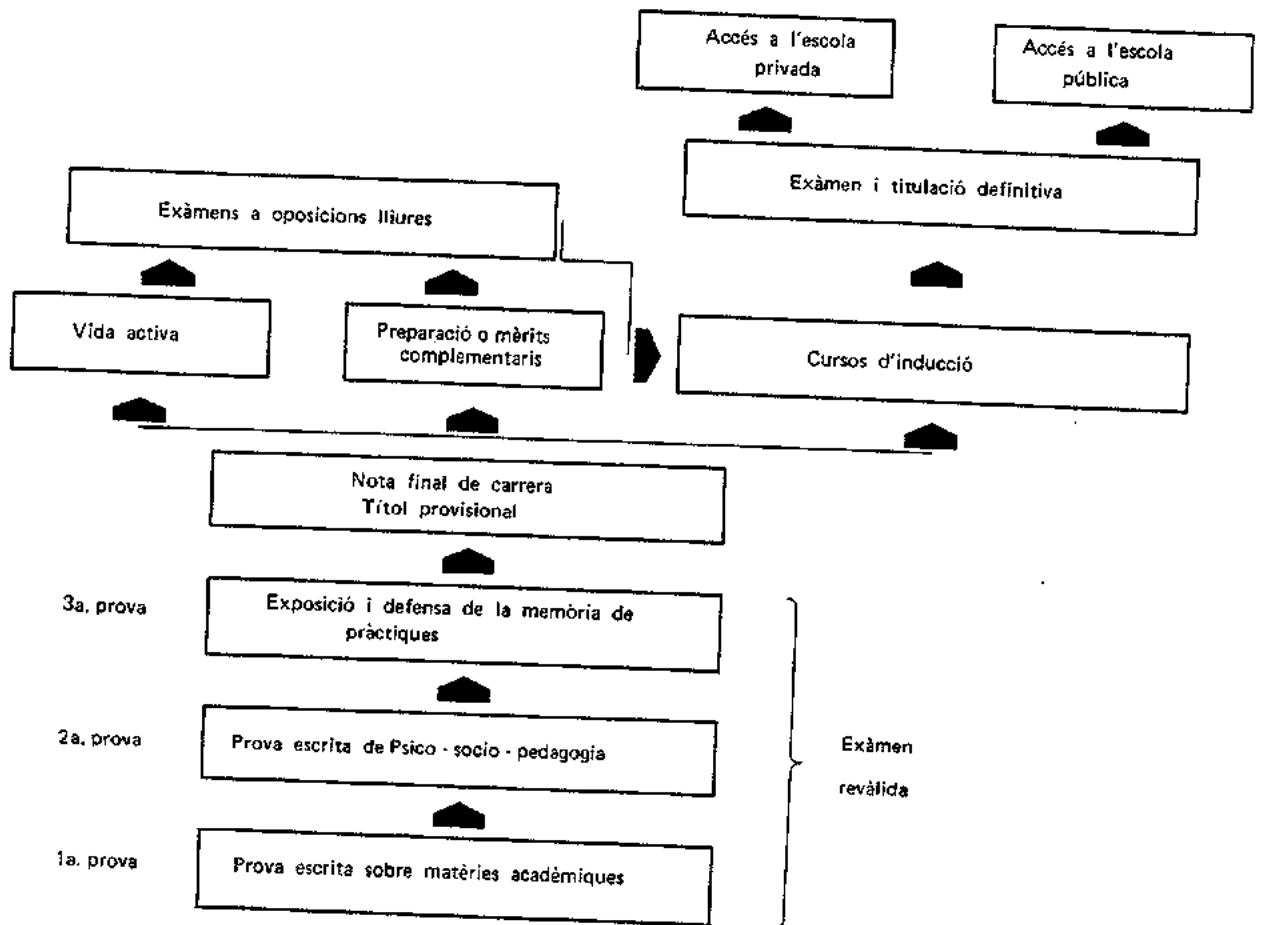 Accés a l'escola
privada
Accés a l'escola
pública
Exàmen i titulació definitiva
Exàmens a oposicions lliures
Vida activa
Preparació o mèrits
complementaris
Cursos d'inducció
Nota final de carrera
Títol provisional
3a. prova
Exposició i defensa de la memòria de
pràctiques
2a. prova
Prova escrita de Psico - socio - pedagogia
Exàmen
revàlida
1a. prova
Prova escrita sobre matèries acadèmiques